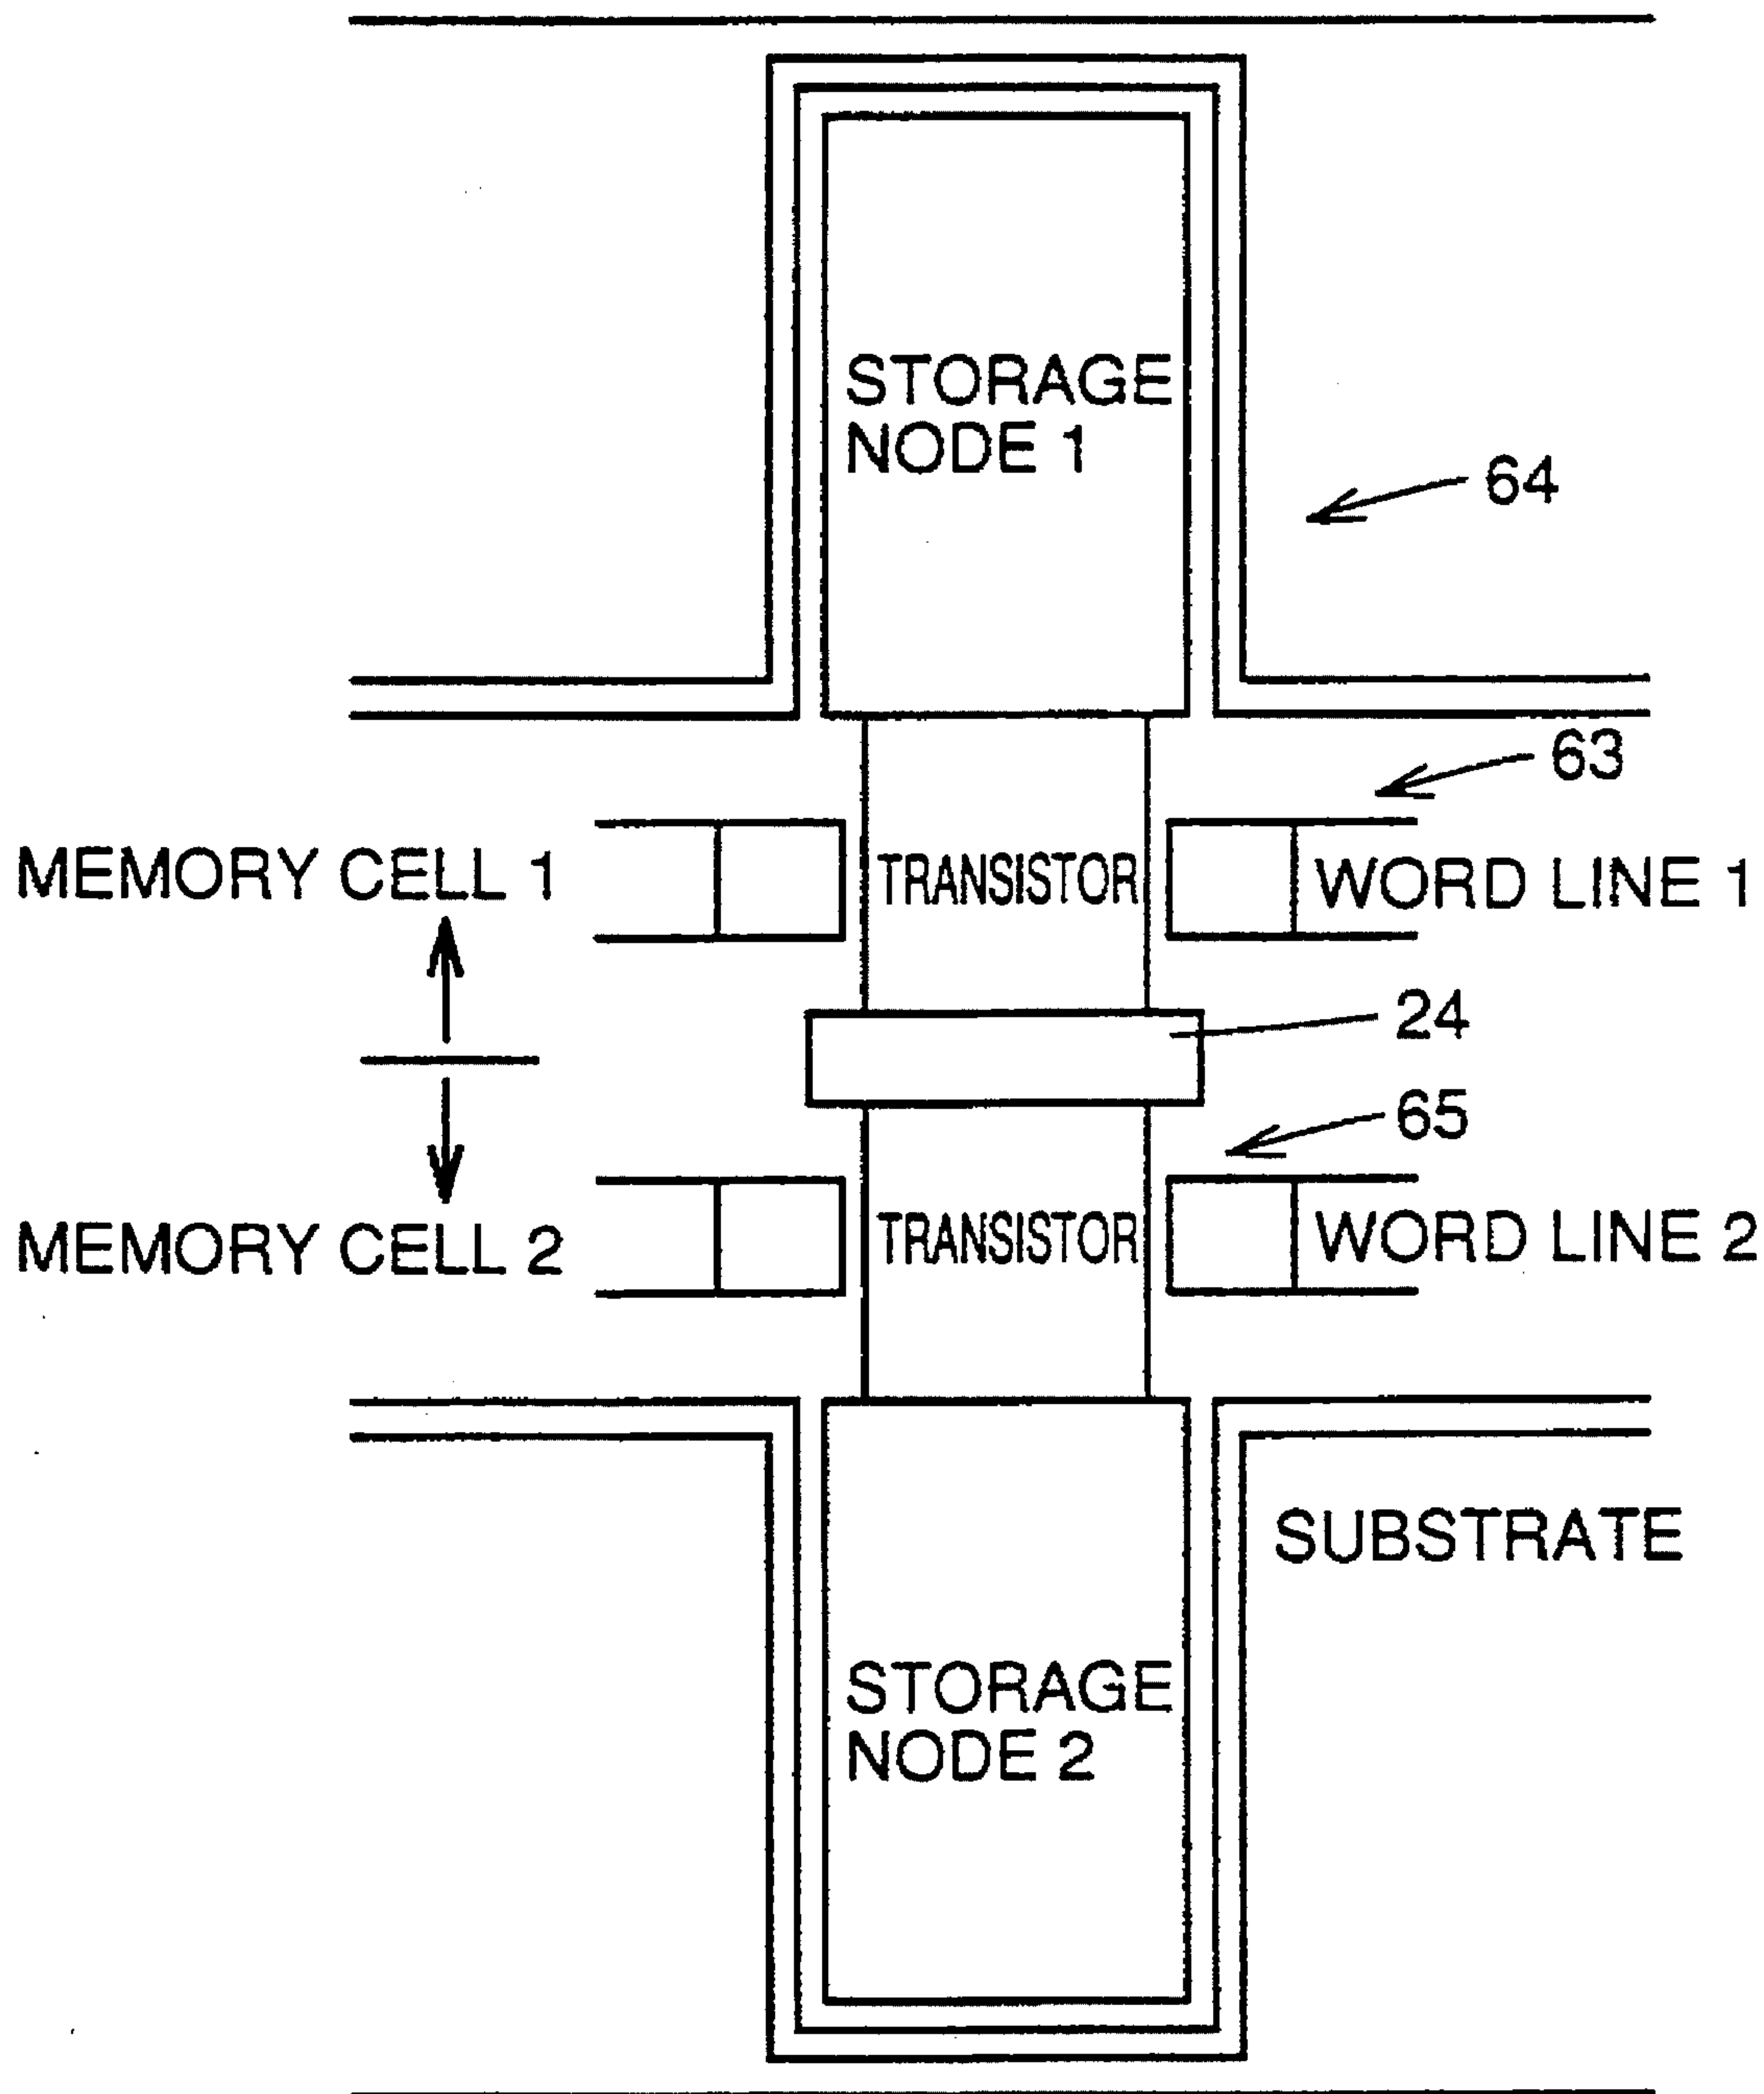 STORAGE
NODE 1
64
63
MEMORY CELL 1
TRANSISTOR
WORD LINE 1
24
65
MEMORY CELL 2
TRANSISTOR
WORD LINE 2
SUBSTRATE
STORAGE
NODE 2